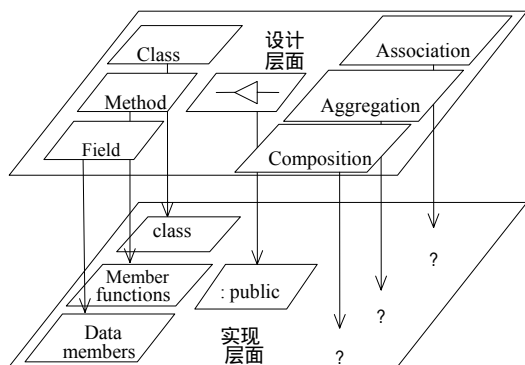 设计
层面
Class
Association
Method
Aggregation
Field
Composition
class
?
Member
functions
: public
?
Data
members
实现
层面
?